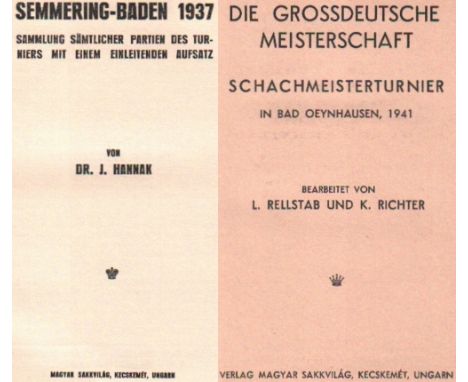 SEMMERING-BADEN 1937
SAMMLUNG SÄMTLICHER PARTIEN DES TUR-
NIERS MIT EINEM EINLEITENDEN AUFSATZ
VON
DR. J. HANNAK
MAGYAR SAKKVILÁG, KECSKEMÉT, UNGARN
DIE GROSSDEUTSCHE
MEISTERSCHAFT
SCHACHMEISTERTURNIER
IN BAD OEYNHAUSEN, 1941
BEARBEITET VON
L. RELLSTAB UND K. RICHTER
VERLAG MAGYAR SAKKVILÁG, KECSKEMÉT, UNGARN